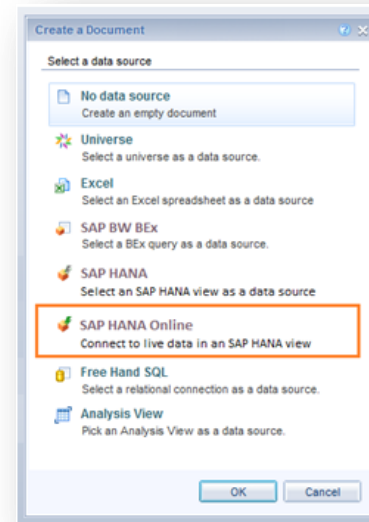 Create a Document
Select a data source
No data source
Create an empty document
Universe
Select a universe as a data source.
Excel
Select an Excel spreadsheet as a data source
SAP BW BEx
Select a BEx query as a data source.
SAP HANA
Select an SAP HANA view as a data source
SAP HANA Online
Connect to live data in an SAP HANA view
Free Hand SQL
Select a relational connection as a data source.
Analysis View
Pick an Analysis View as a data source.
OK Cancel